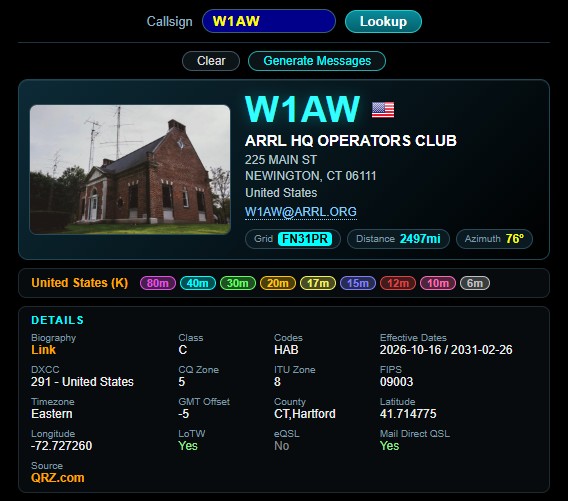 Callsign W1AW Lookup
Clear Generate Messages
W1AW
ARRL HQ OPERATORS CLUB
225 MAIN ST
NEWINGTON, CT 06111
United States
W1AW@ARRL.ORG
Grid FN31PR Distance 2497mi Azimuth 76°
United States (K) 80m 40m 30m 20m 17m 15m 12m 10m 6m
DETAILS
Biography Class Codes Effective Dates
Link C HAB 2026-10-16 / 2031-02-26
DXCC CQ Zone ITU Zone FIPS
291 - United States 5 8 09003
Timezone GMT Offset County Latitude
Eastern -5 CT,Hartford 41.714775
Longitude LoTW eQSL Mail Direct QSL
-72.727260 Yes No Yes
Source
QRZ.com